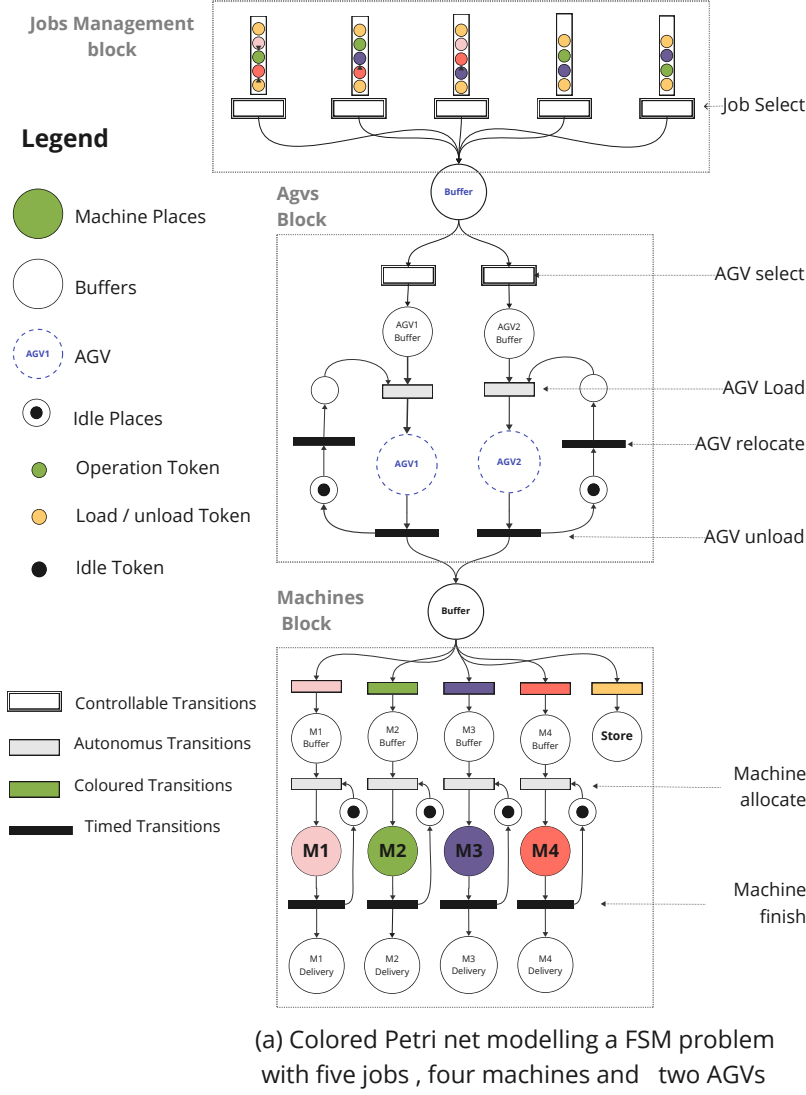 Jobs Management
block
Job Select
Legend
Machine Places
Buffers
AGV1
AGV
Idle Places
Operation Token
Load / unload Token
Idle Token
Controllable Transitions
Autonomus Transitions
Coloured Transitions
Timed Transitions
Buffer
Agvs
Block
AGV select
AGV1
Buffer
AGV2
Buffer
AGV Load
AGV relocate
AGV1
AGV2
AGV unload
Buffer
Machines
Block
M1
Buffer
M2
Buffer
M3
Buffer
M4
Buffer
Store
Machine
allocate
M1
M2
M3
M4
Machine
finish
M1
Delivery
M2
Delivery
M3
Delivery
M4
Delivery
(a) Colored Petri net modelling a FSM problem
with five jobs , four machines and two AGVs